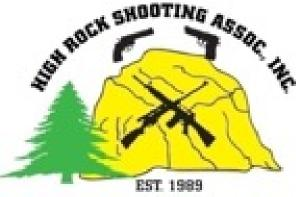 HIGH ROCK SHOOTING ASSOC., INC.
EST. 1989